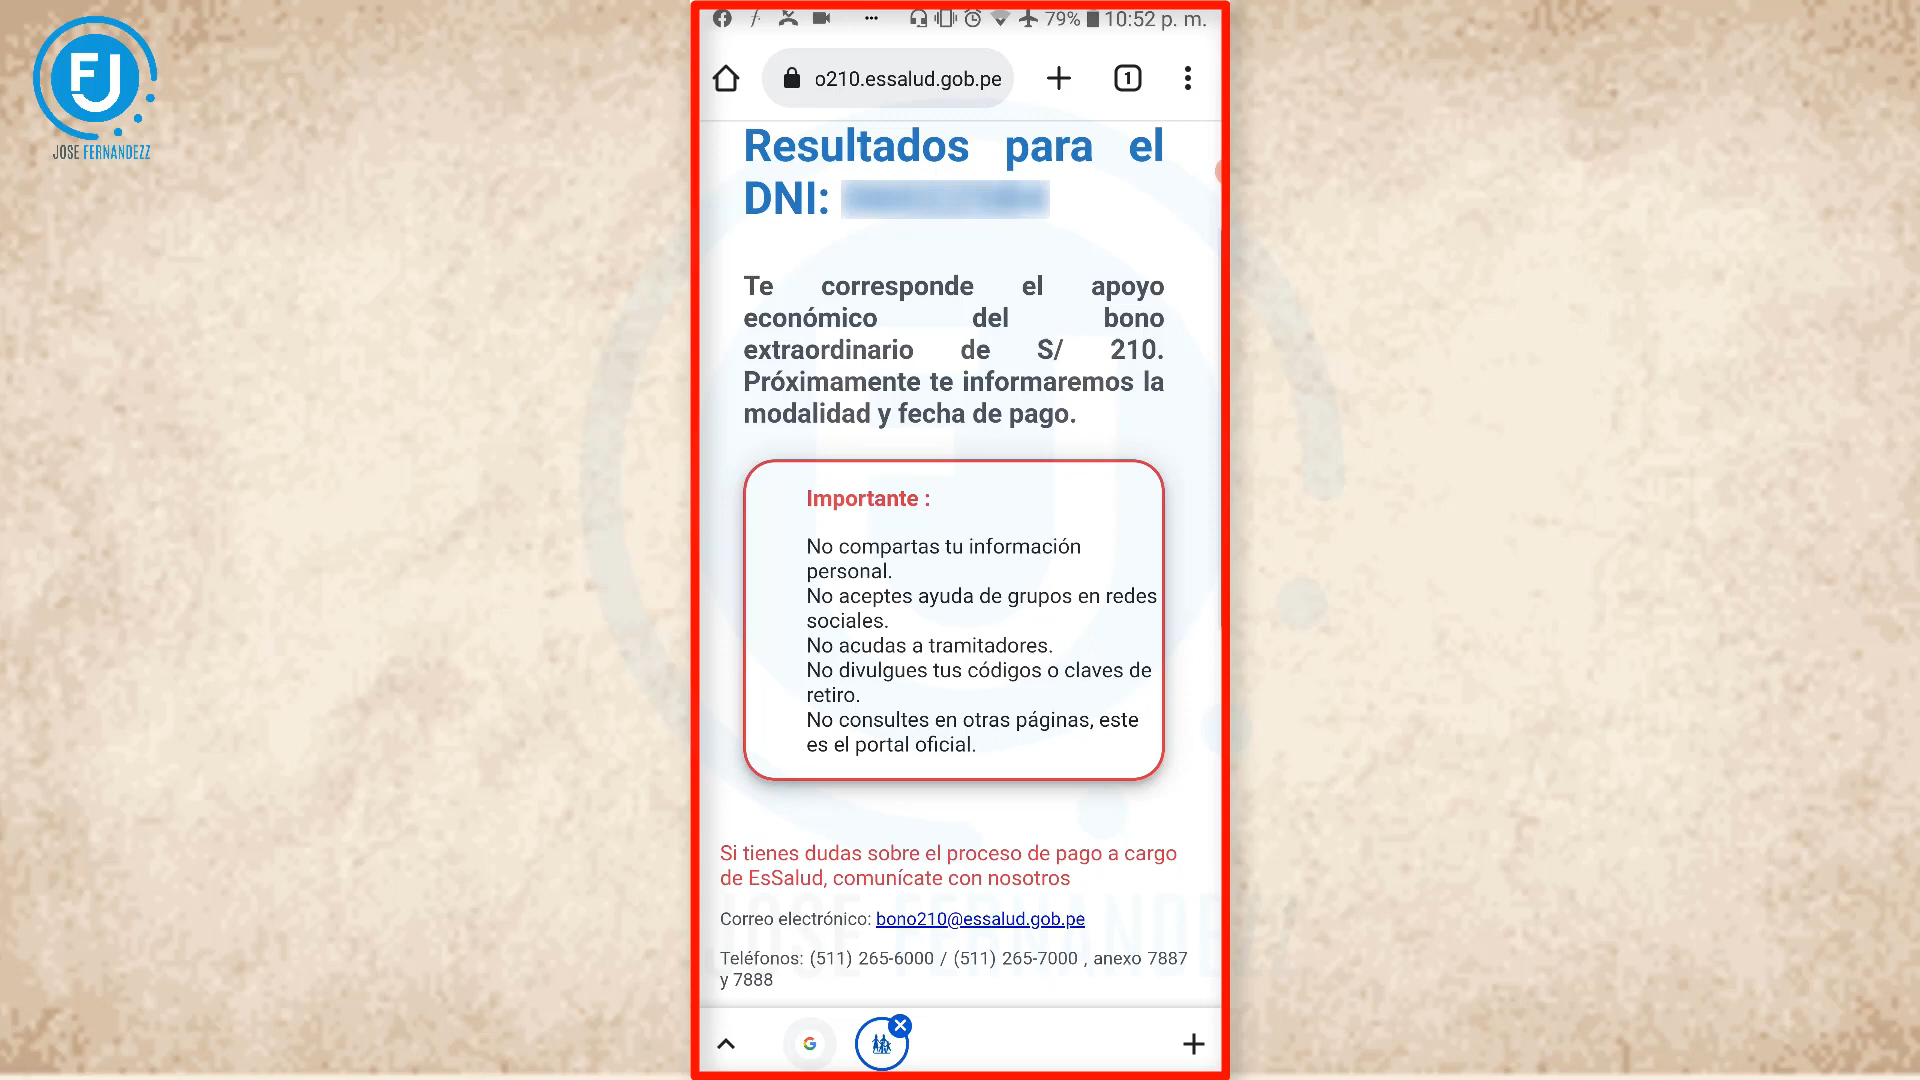 FJ
JOSE FERNANDEZZ
79% 10:52 p. m.
o210.essalud.gob.pe
1
Resultados para el
DNI:
Te corresponde el apoyo
económico del bono
extraordinario de S/ 210.
Próximamente te informaremos la
modalidad y fecha de pago.
Importante :
No compartas tu información
personal.
No aceptes ayuda de grupos en redes
sociales.
No acudas a tramitadores.
No divulgues tus códigos o claves de
retiro.
No consultes en otras páginas, este
es el portal oficial.
Si tienes dudas sobre el proceso de pago a cargo
de EsSalud, comunícate con nosotros
Correo electrónico: bono210@essalud.gob.pe
Teléfonos: (511) 265-6000 / (511) 265-7000 , anexo 7887
y 7888
JOSE FERNANDEZ
G